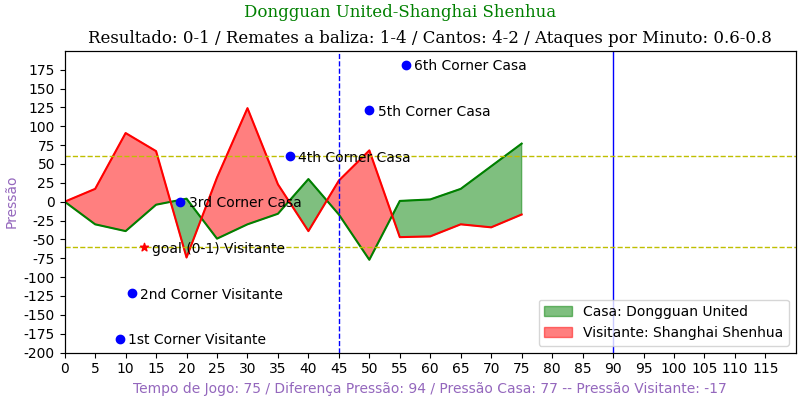 Dongguan United-Shanghai Shenhua
Resultado: 0-1 / Remates a baliza: 1-4 / Cantos: 4-2 / Ataques por Minuto: 0.6-0.8
Pressão
175
150
125
100
75
50
25
0
-25
-50
-75
-100
-125
-150
-175
-200
6th Corner Casa
5th Corner Casa
4th Corner Casa
3rd Corner Casa
goal (0-1) Visitante
2nd Corner Visitante
1st Corner Visitante
Casa: Dongguan United
Visitante: Shanghai Shenhua
0 5 10 15 20 25 30 35 40 45 50 55 60 65 70 75 80 85 90 95 100 105 110 115
Tempo de Jogo: 75 / Diferença Pressão: 94 / Pressão Casa: 77 -- Pressão Visitante: -17